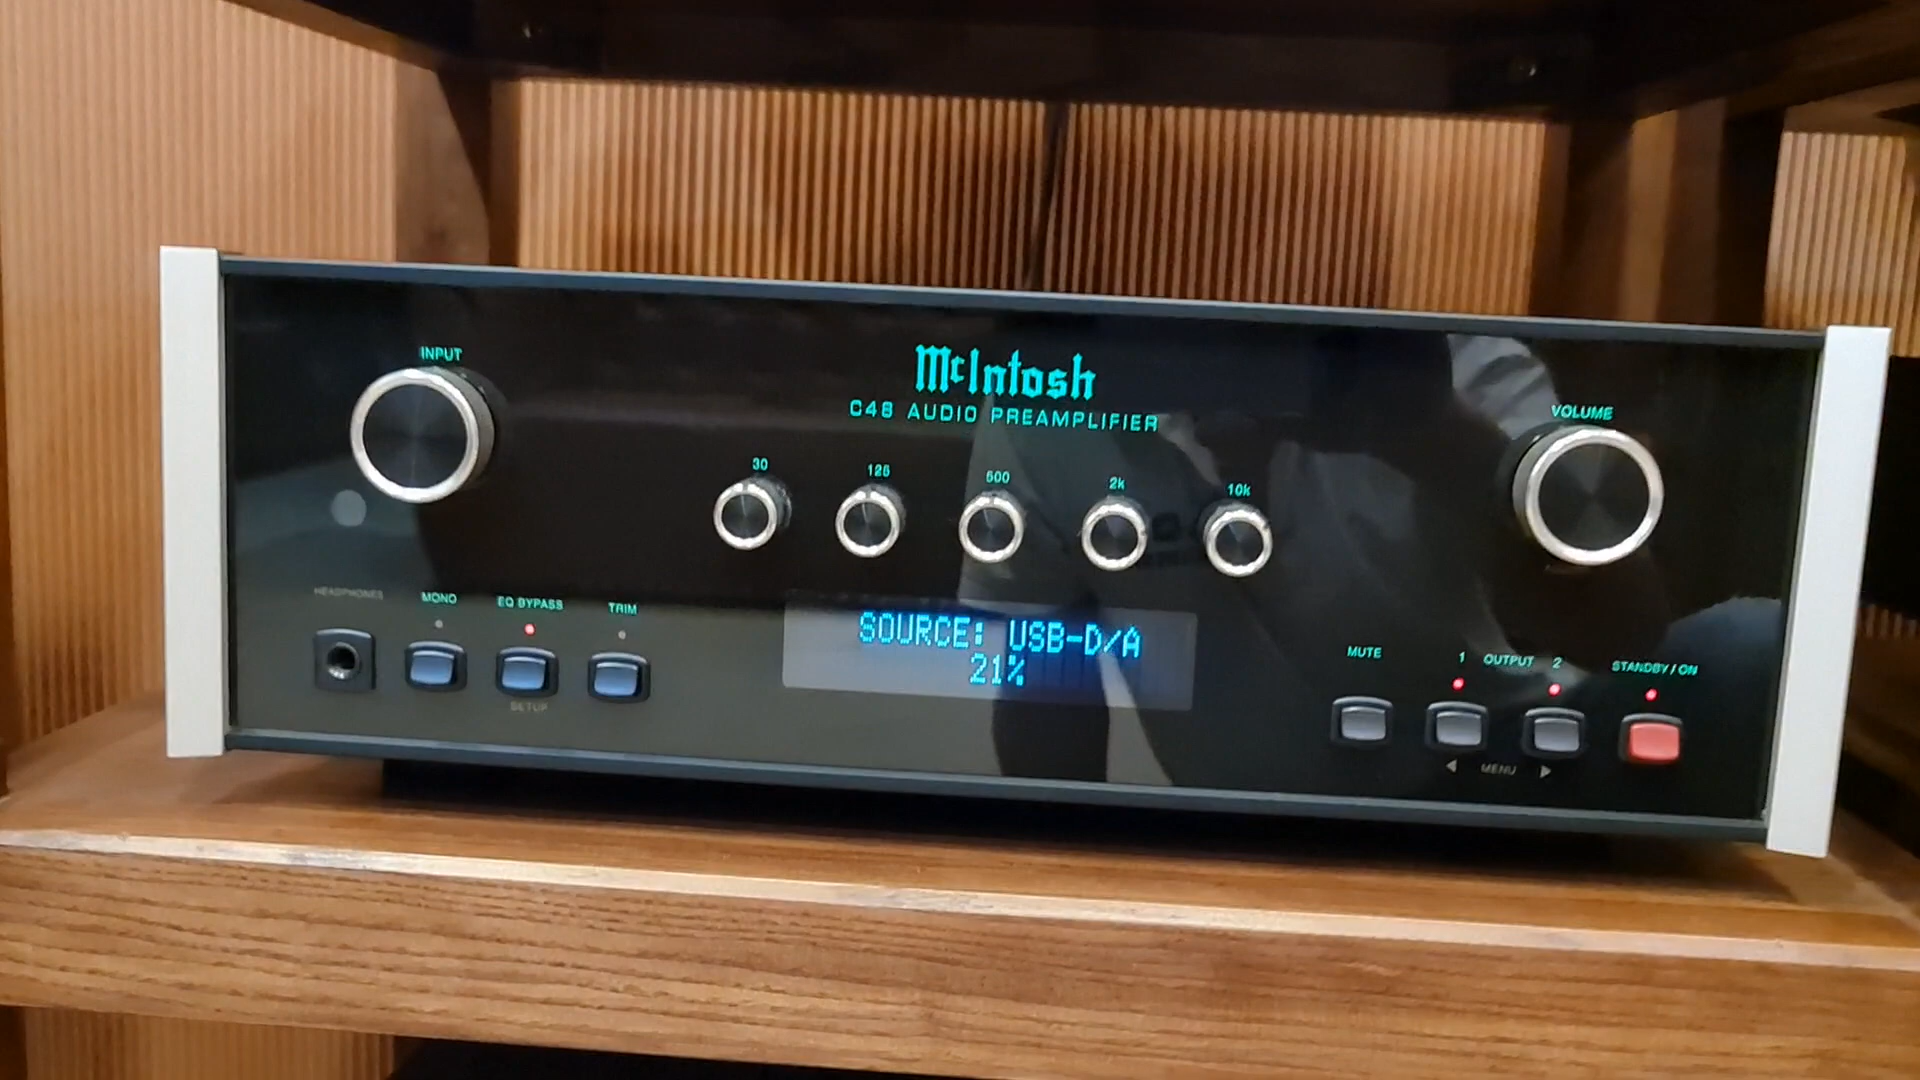 INPUT
McIntosh
C48 AUDIO PREAMPLIFIER
VOLUME
30 125 500 2k 10k
HEADPHONES MONO EQ BYPASS TRIM
SETUP
SOURCE: USB-D/A
21%
MUTE 1 OUTPUT 2 STANDBY / ON
◀ MENU ▶